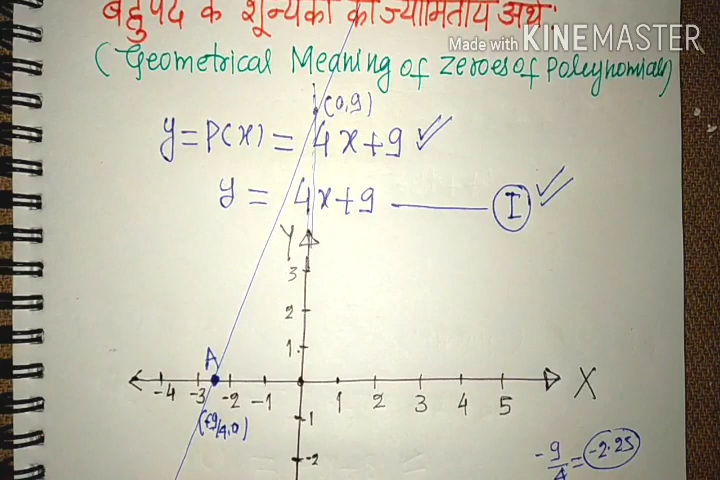 बहुपद के शून्यकों का ज्यामितीय अर्थ
Made with KINEMASTER
(Geometrical Meaning of zeroes of polynomials)
(0,9)
y = P(x) = 4x+9
y = 4x+9 ——— I
Y
3
2
1
A
-4 -3 -2 -1 1 2 3 4 5 X
(-9/4,0)
-1
-9/4 = -2.25
-2